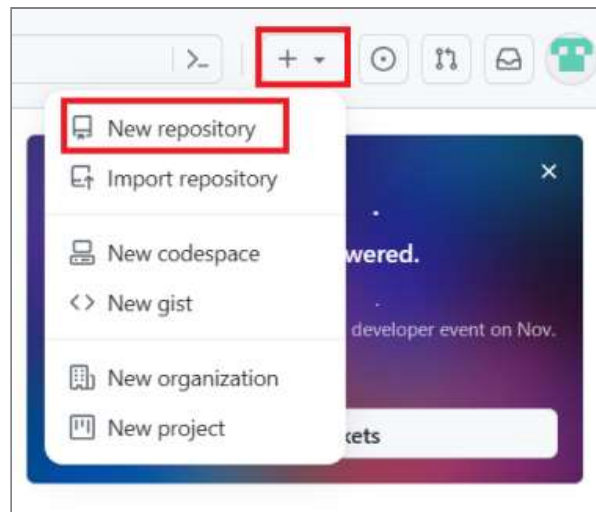 New repository
Import repository
New codespace
wered.
New gist
developer event on Nov.
New organization
New project
kets